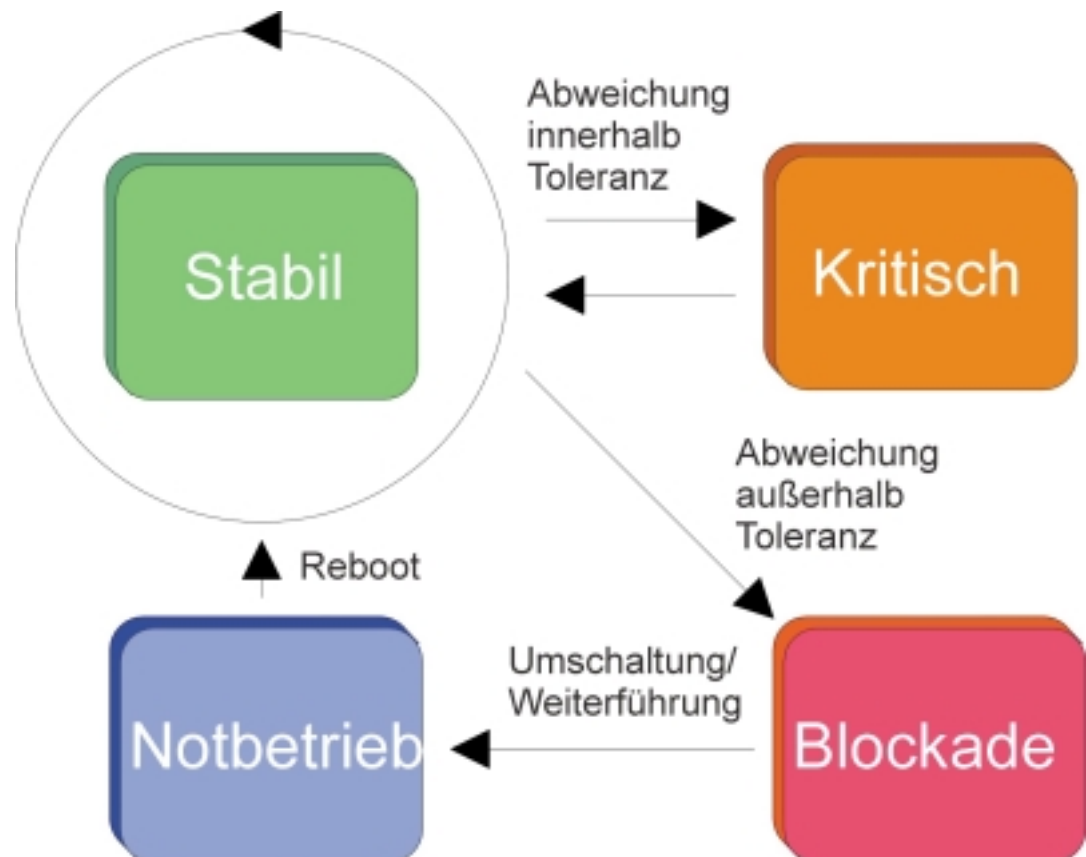 Abweichung
innerhalb
Toleranz
Stabil
Kritisch
Abweichung
außerhalb
Toleranz
Reboot
Umschaltung/
Weiterführung
Notbetrieb
Blockade